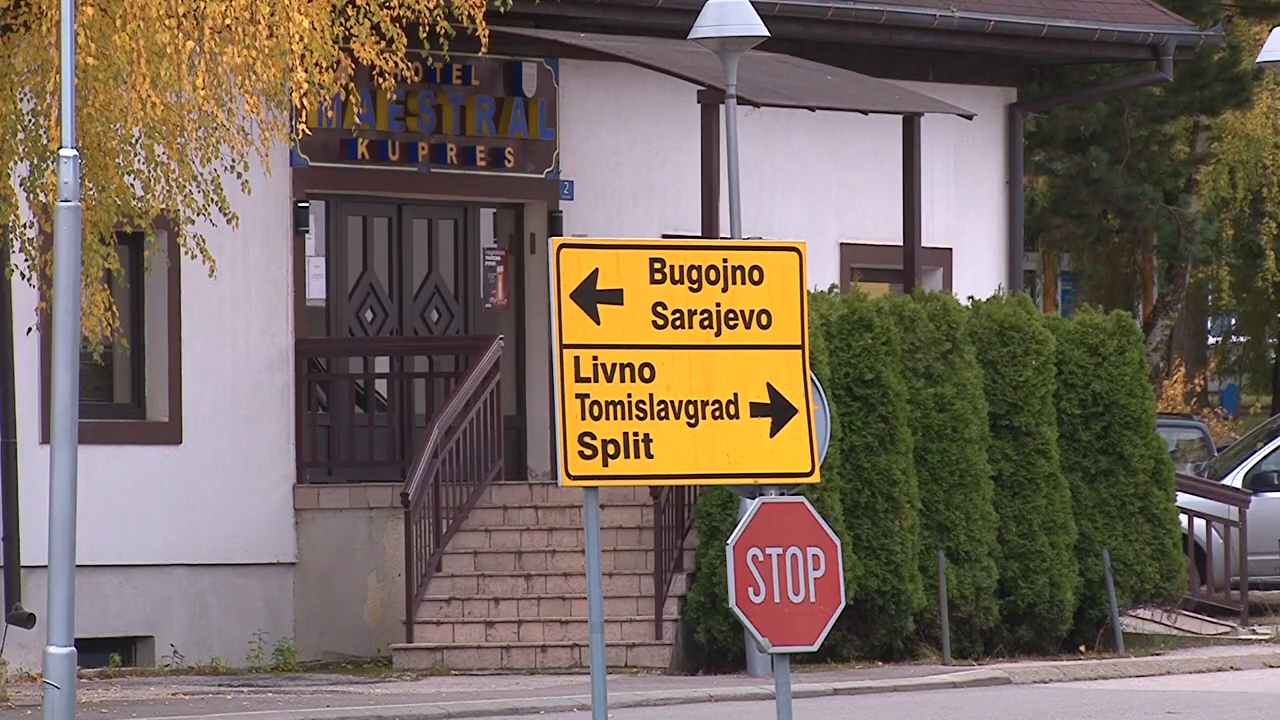 HOTEL
MAESTRAL
KUPRES
2
Bugojno
Sarajevo
Livno
Tomislavgrad
Split
STOP